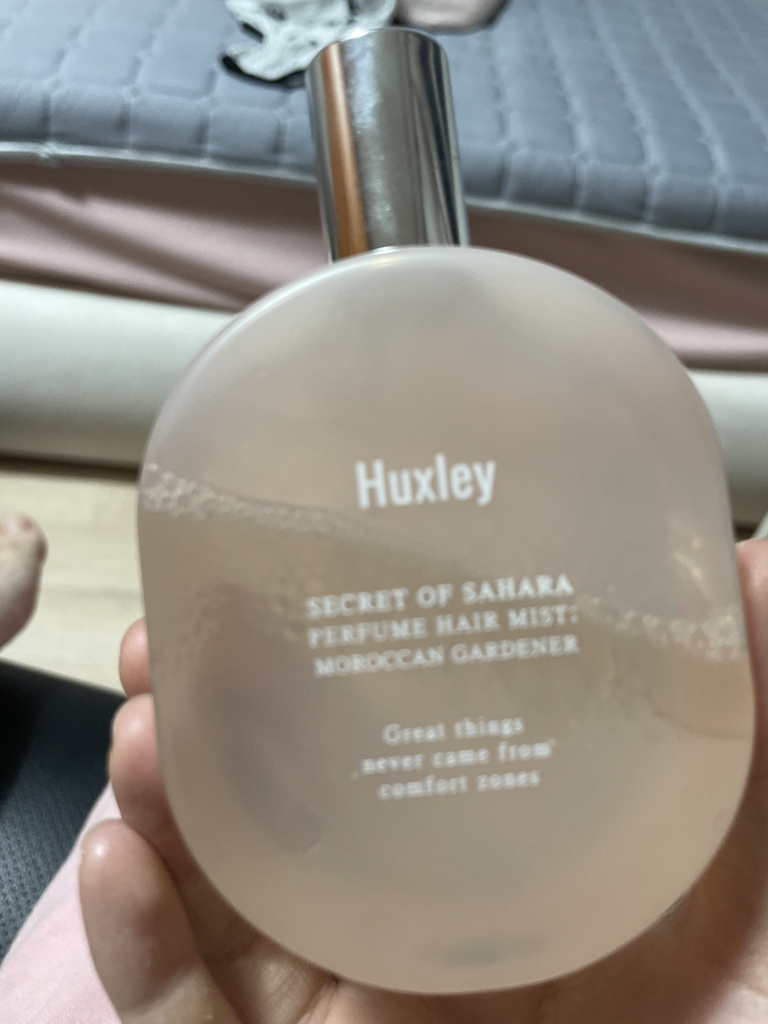 Huxley
SECRET OF SAHARA
PERFUME HAIR MIST;
MOROCCAN GARDENER
Great things
never came from
comfort zones